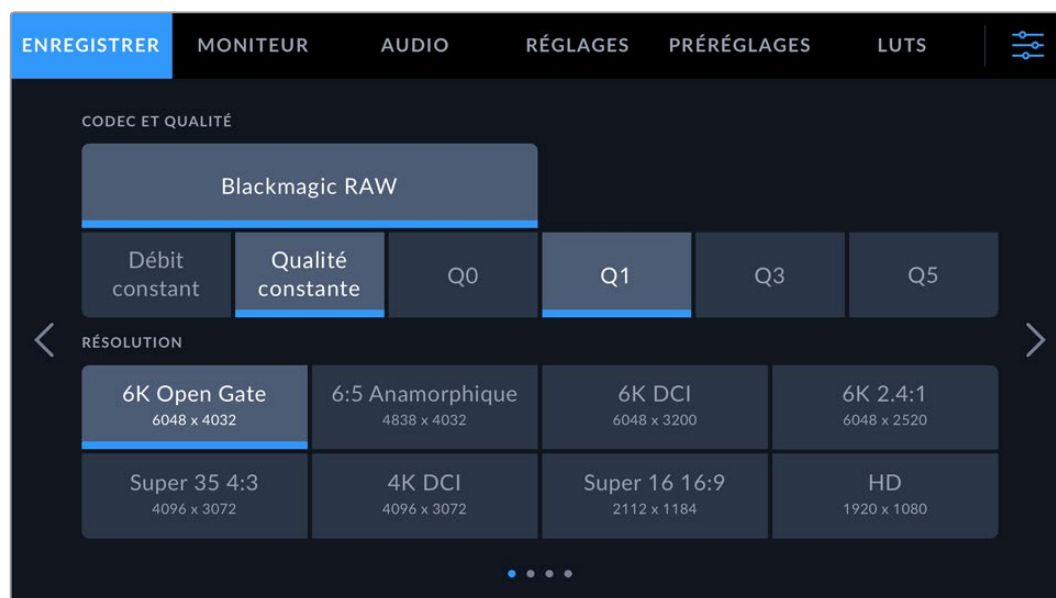 ENREGISTRER MONITEUR AUDIO RÉGLAGES PRÉRÉGLAGES LUTS
CODEC ET QUALITÉ
Blackmagic RAW
Débit constant Qualité constante Q0 Q1 Q3 Q5
RÉSOLUTION
6K Open Gate 6:5 Anamorphique 6K DCI 6K 2.4:1
6048 x 4032 4838 x 4032 6048 x 3200 6048 x 2520
Super 35 4:3 4K DCI Super 16 16:9 HD
4096 x 3072 4096 x 3072 2112 x 1184 1920 x 1080